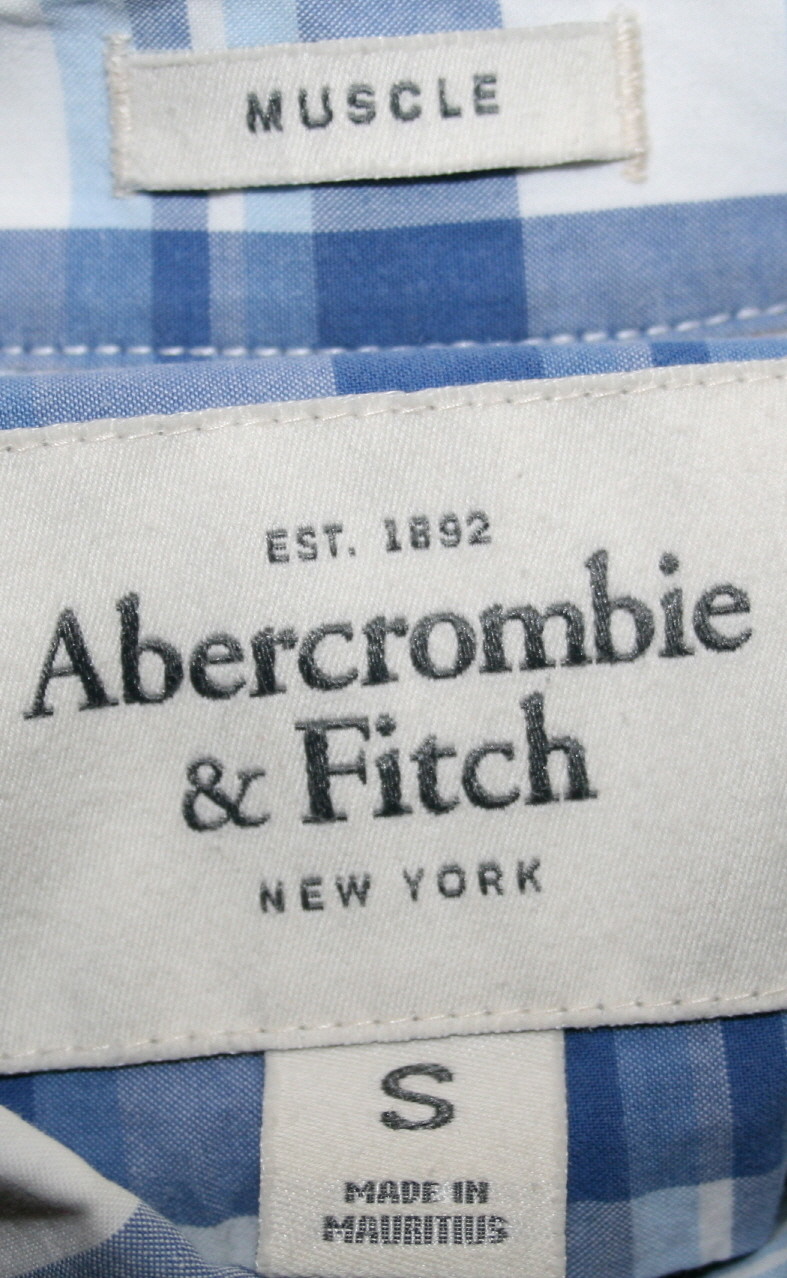 MUSCLE
EST. 1892
Abercrombie
& Fitch
NEW YORK
S
MADE IN
MAURITIUS